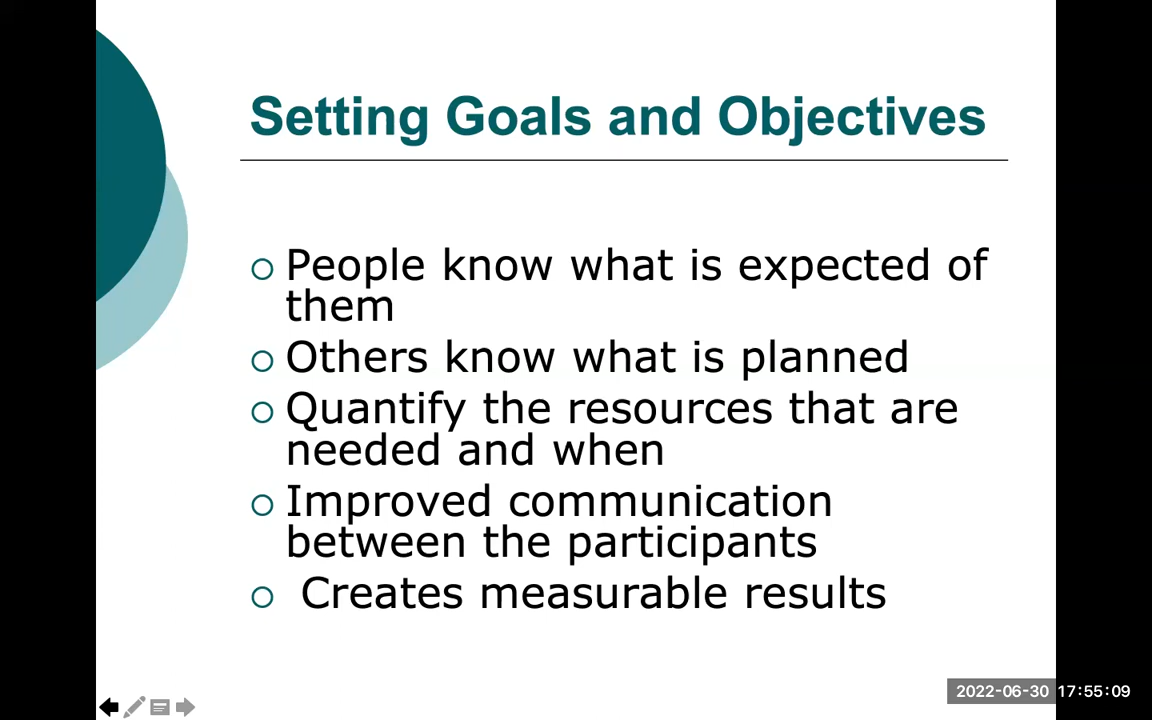 Setting Goals and Objectives
People know what is expected of
them
Others know what is planned
Quantify the resources that are
needed and when
Improved communication
between the participants
Creates measurable results
2022-06-30 17:55:09